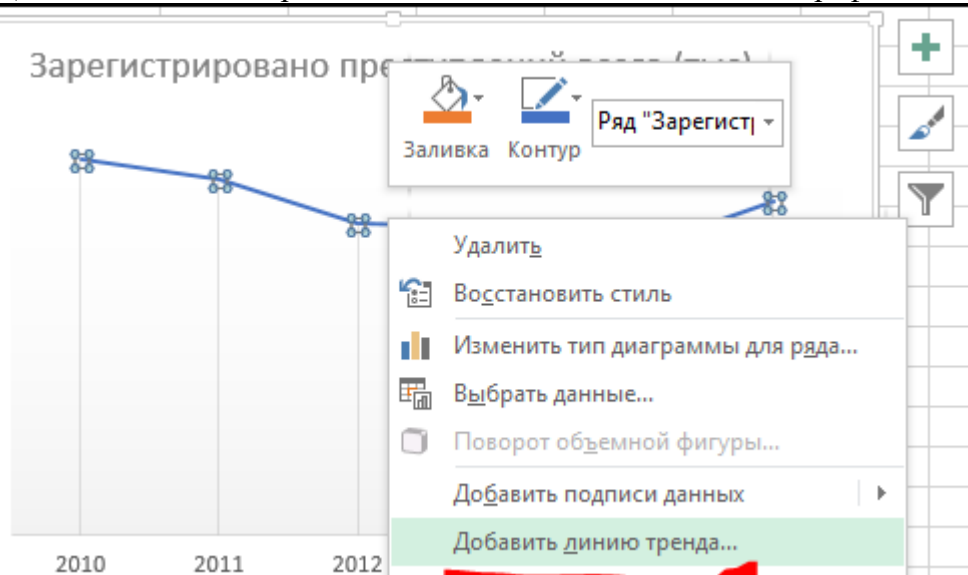 Зарегистрировано
Заливка Контур
Ряд "Зарегист
Удалить
Восстановить стиль
Изменить тип диаграммы для ряда...
Выбрать данные...
Поворот объемной фигуры...
Добавить подписи данных
Добавить линию тренда...
2010 2011 2012